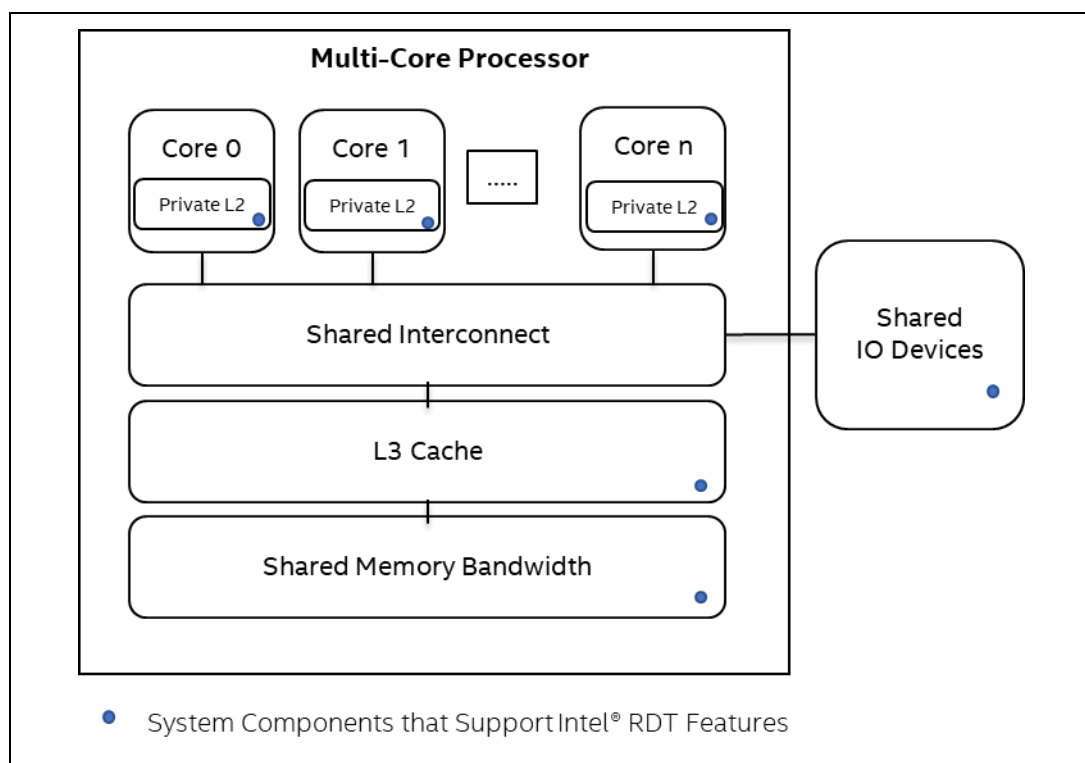 Multi-Core Processor
Core 0
Private L2
Core 1
Private L2
.....
Core n
Private L2
Shared Interconnect
Shared
IO Devices
L3 Cache
Shared Memory Bandwidth
System Components that Support Intel® RDT Features